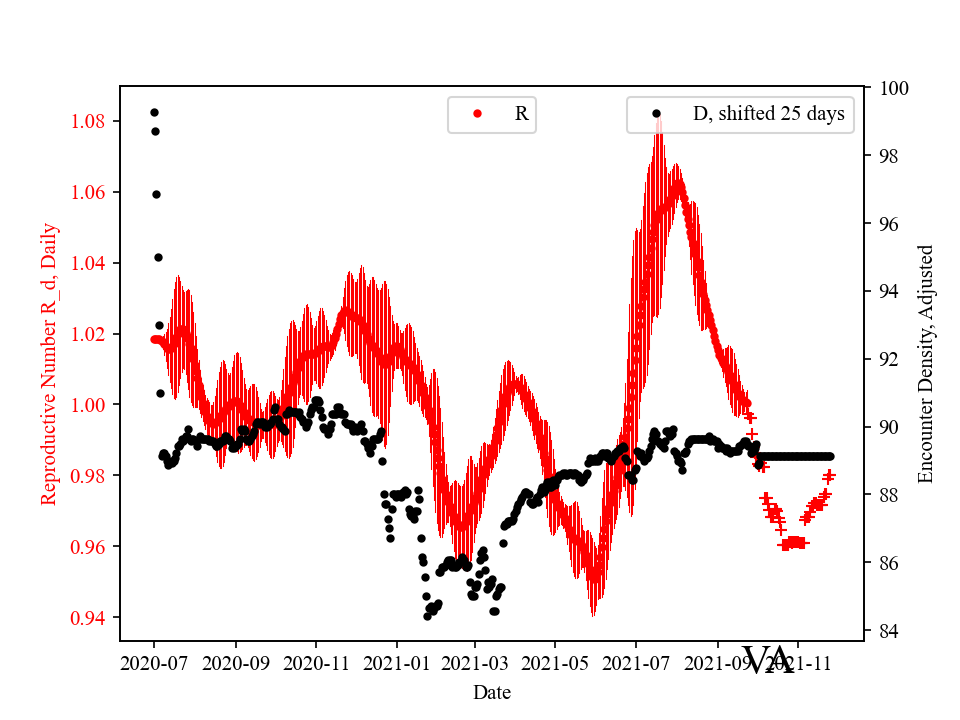 R
D, shifted 25 days
Reproductive Number R_d, Daily
1.08
1.06
1.04
1.02
1.00
0.98
0.96
0.94
100
98
96
94
92
90
88
86
84
Encounter Density, Adjusted
2020-07 2020-09 2020-11 2021-01 2021-03 2021-05 2021-07 2021-09 2021-11
VA
Date